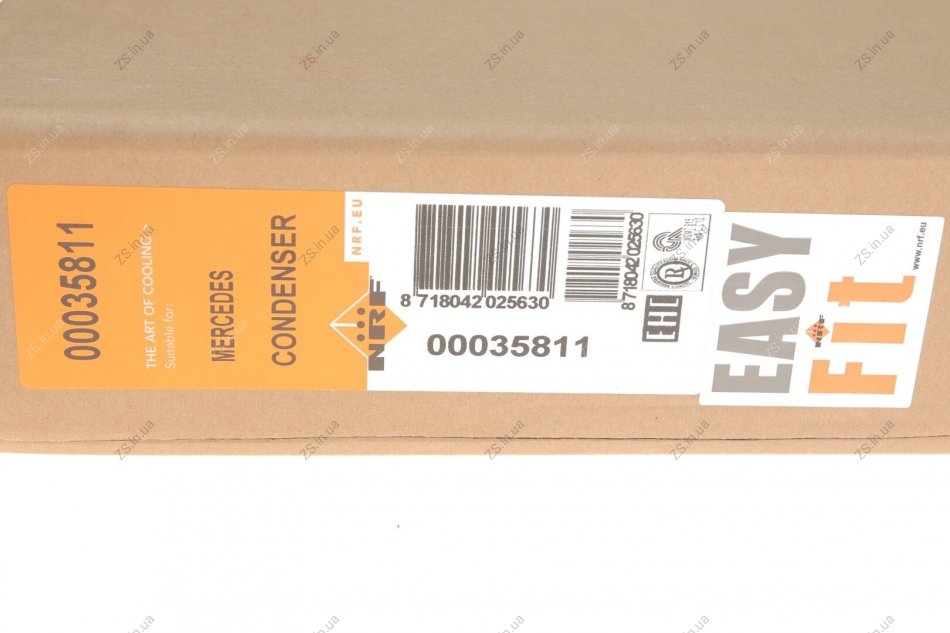 00035811
THE ART OF COOLING
Suitable for:
MERCEDES
CONDENSER
NRF.EU
NRF
8 718042 025630
00035811
8718042025630
EAC
EASY
FIT
NRF
www.nrf.eu
ZS.in.ua